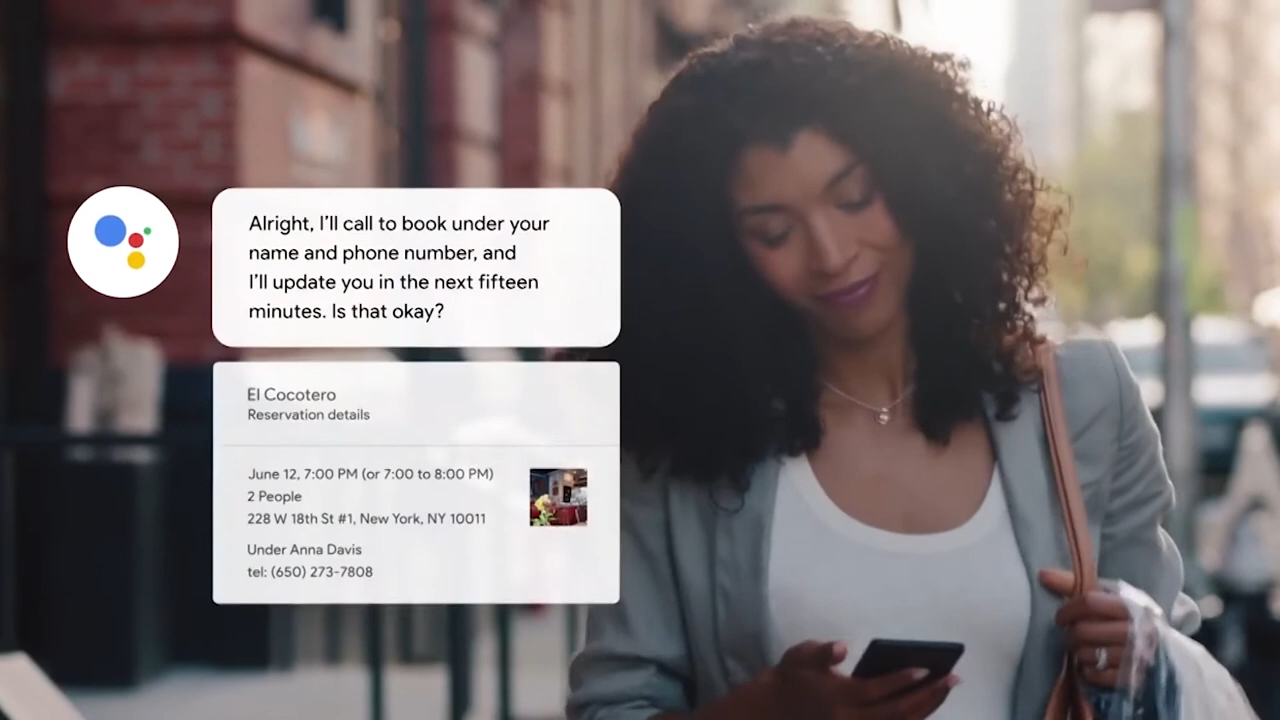 Alright, I'll call to book under your
name and phone number, and
I'll update you in the next fifteen
minutes. Is that okay?
El Cocotero
Reservation details
June 12, 7:00 PM (or 7:00 to 8:00 PM)
2 People
228 W 18th St #1, New York, NY 10011
Under Anna Davis
tel: (650) 273-7808